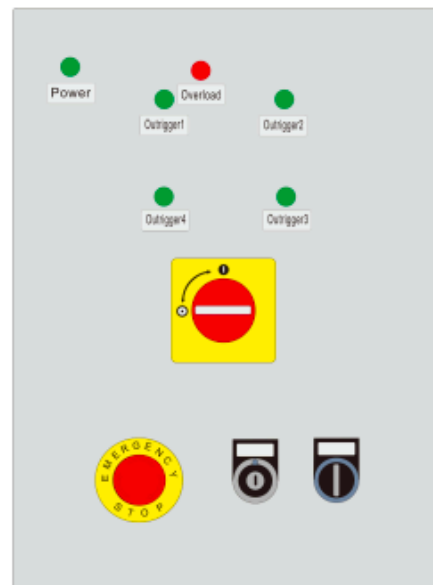 Power
Overload
Outrigger1
Outrigger2
Outrigger4
Outrigger3
EMERGENCY
STOP